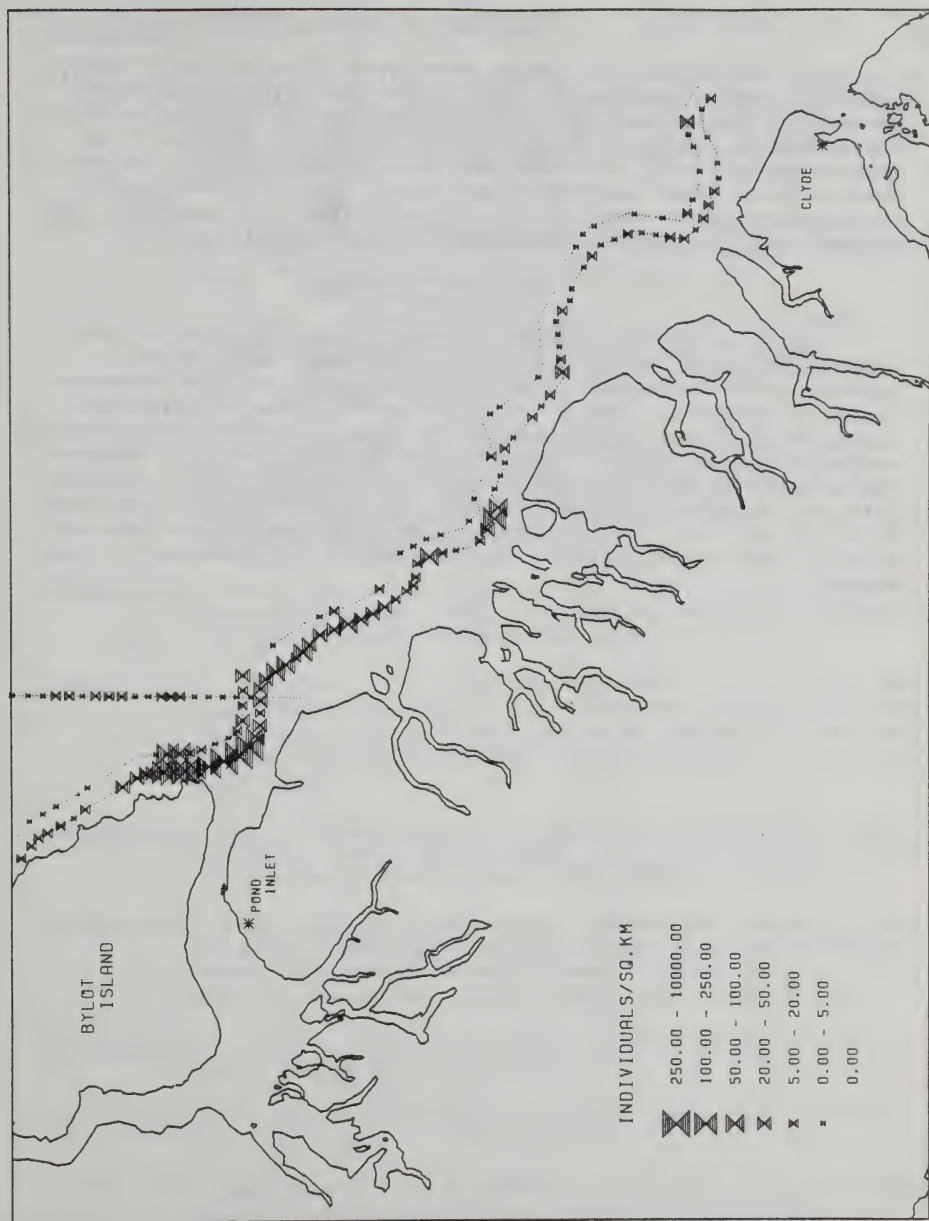 BYLOT
ISLAND
POND
INLET
CLYDE
INDIVIDUALS/SQ.KM
250.00 - 10000.00
100.00 - 250.00
50.00 - 100.00
20.00 - 50.00
5.00 - 20.00
0.00 - 5.00
0.00